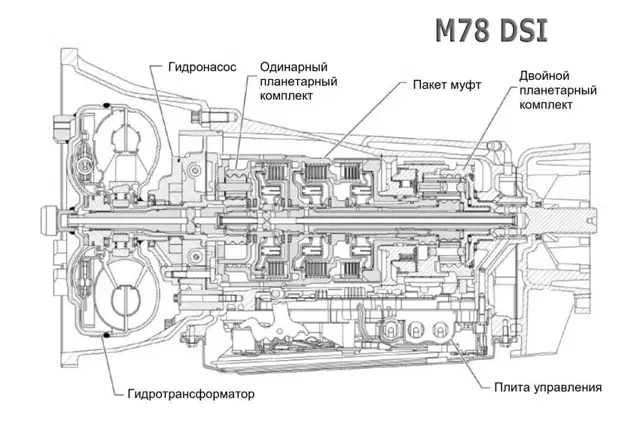 M78 DSI
Гидронасос
Одинарный
планетарный
комплект
Пакет муфт
Двойной
планетарный
комплект
Гидротрансформатор
Плита управления